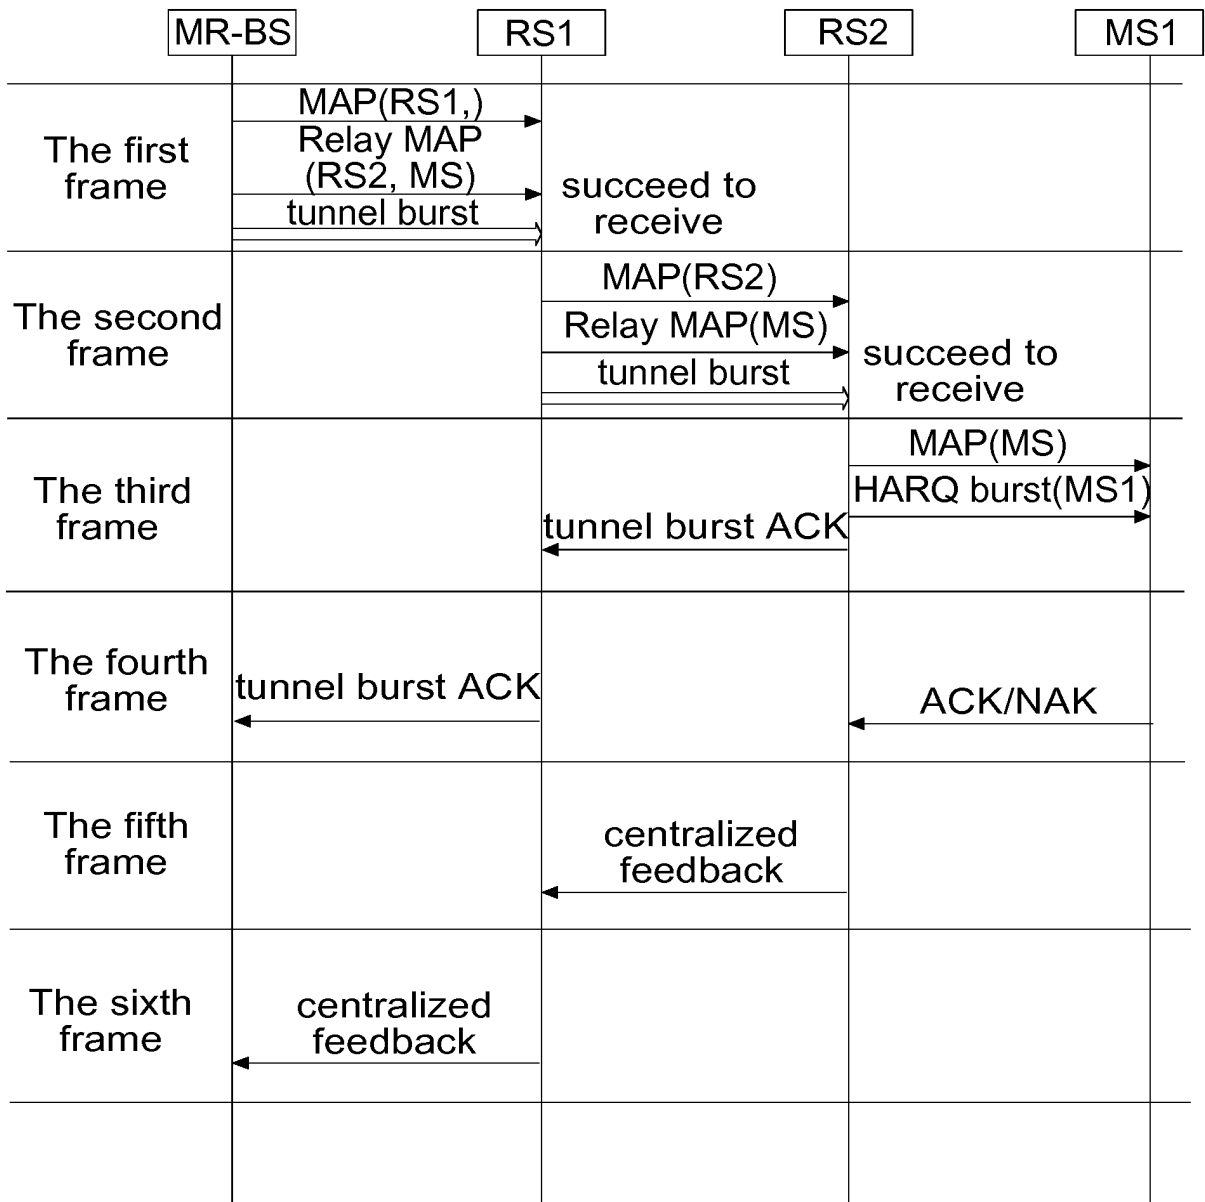 MR-BS
RS1
RS2
MS1
The first
frame
MAP(RS1,)
Relay MAP
(RS2, MS)
tunnel burst
succeed to
receive
The second
frame
MAP(RS2)
Relay MAP(MS)
tunnel burst
succeed to
receive
The third
frame
MAP(MS)
HARQ burst(MS1)
tunnel burst ACK
The fourth
frame
tunnel burst ACK
ACK/NAK
The fifth
frame
centralized
feedback
The sixth
frame
centralized
feedback